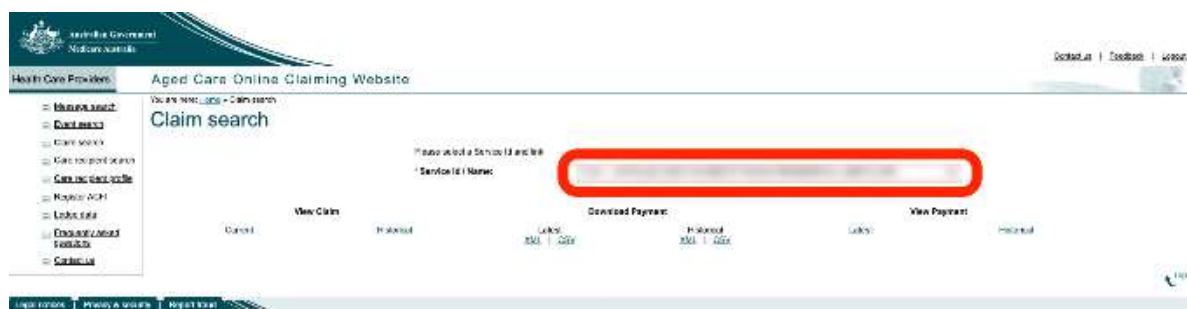 Australian Government
Medicare Australia
Contact us | Feedback | Logout
Health Care Providers
Aged Care Online Claiming Website
You are here: Home > Claim search
Claim search
Message search
Event search
Claim search
Care recipient search
Care recipient profile
Register ACH
Lodge data
Frequently asked questions
Contact us
Please select a Service Id and link
* Service Id / Name:
View Claim
Download Payment
View Payment
Current
Historical
Latest
Historical
Latest
Historical
XML | CSV
XML | CSV
Top
Legal notices | Privacy & security | Report fraud